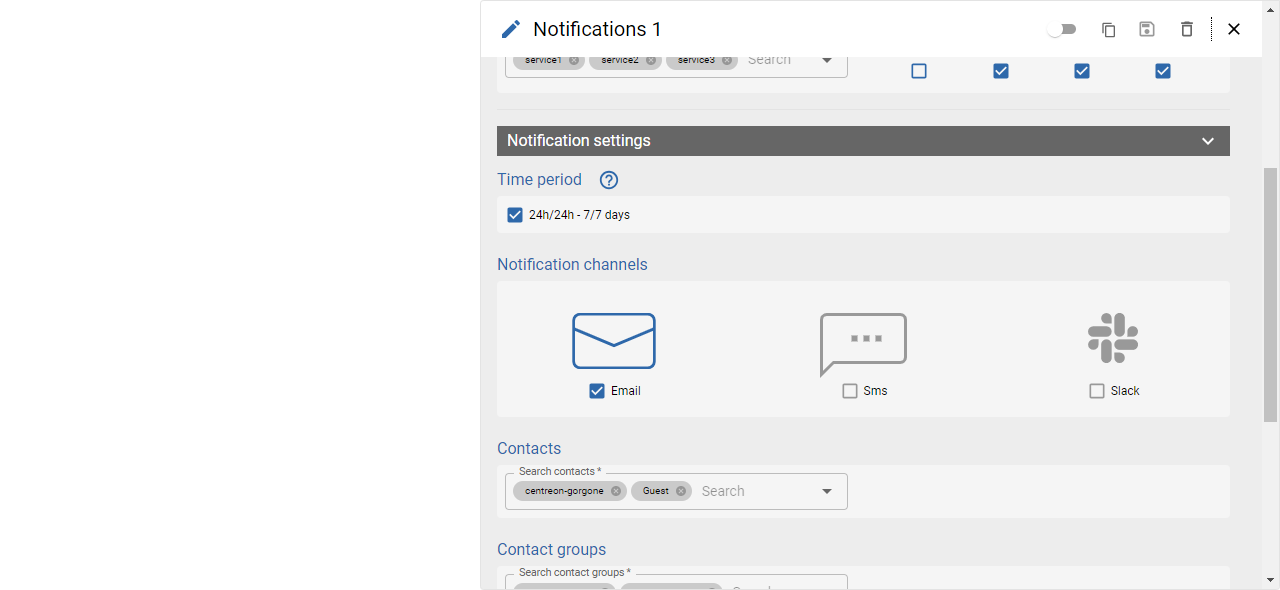 Notifications 1
service1 service2 service3 Search
Notification settings
Time period
24h/24h - 7/7 days
Notification channels
Email Sms Slack
Contacts
Search contacts *
centreon-gorgone Guest Search
Contact groups
Search contact groups *